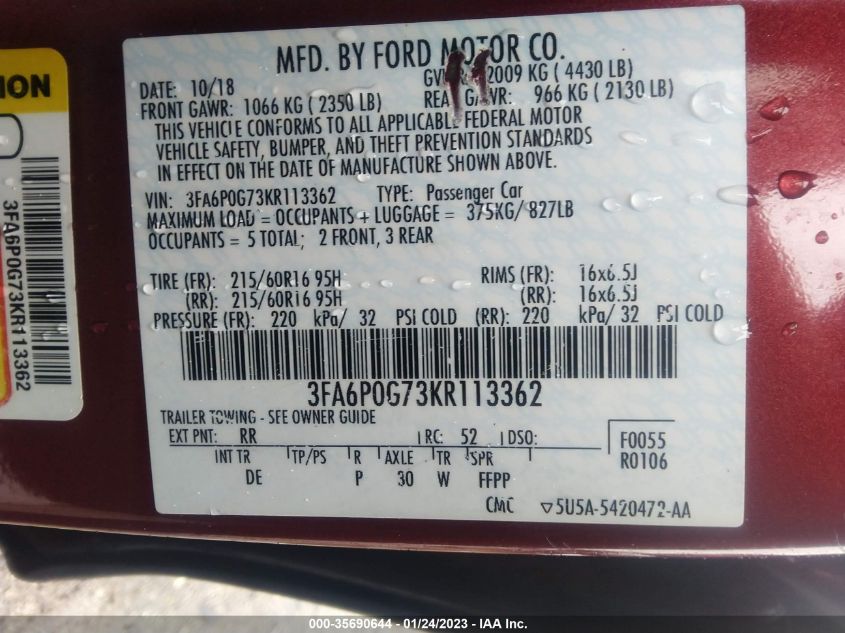 MFD. BY FORD MOTOR CO.
DATE: 10/18 2009 KG ( 4430 LB)
FRONT GAWR: 1066 KG ( 2350 LB) 966 KG ( 2130 LB)
THIS VEHICLE CONFORMS TO ALL APPLICABLE FEDERAL MOTOR
VEHICLE SAFETY, BUMPER, AND THEFT PREVENTION STANDARDS
IN EFFECT ON THE DATE OF MANUFACTURE SHOWN ABOVE.
VIN: 3FA6P0G73KR113362 TYPE: Passenger Car
MAXIMUM LOAD = OCCUPANTS + LUGGAGE = 375KG/ 827LB
OCCUPANTS = 5 TOTAL; 2 FRONT, 3 REAR
TIRE (FR): 215/60R16 95H RIMS (FR): 16x6.5J
(RR): 215/60R16 95H (RR): 16x6.5J
PRESSURE (FR): 220 kPa/ 32 PSI COLD (RR): 220 kPa/ 32 PSI COLD
3FA6P0G73KR113362
TRAILER TOWING - SEE OWNER GUIDE
EXT PNT: RR RC: 52 DSO: F0055
R0106
INT TR TP/PS R AXLE TR SPR
DE P 30 W FFPP
CMC ▽5U5A-5420472-AA
ION
3FA6P0G73KR113362
000-35690644 - 01/24/2023 - IAA Inc.